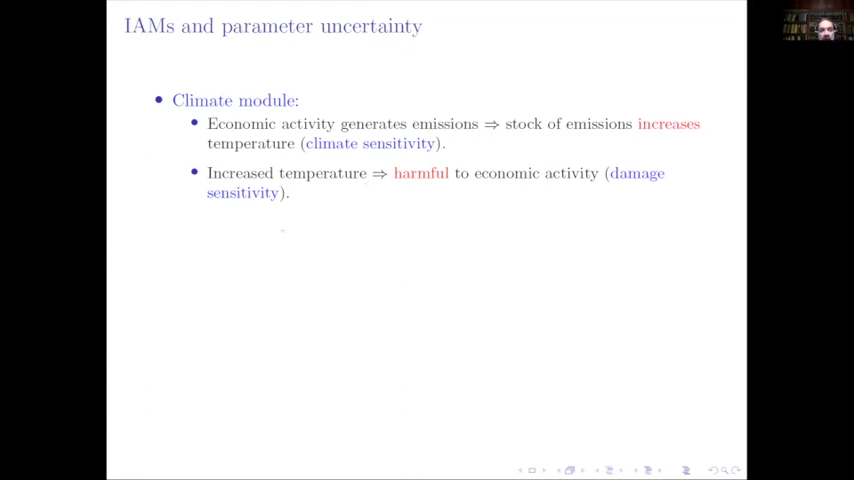 IAMs and parameter uncertainty
• Climate module:
• Economic activity generates emissions ⇒ stock of emissions increases
temperature (climate sensitivity).
• Increased temperature ⇒ harmful to economic activity (damage
sensitivity).